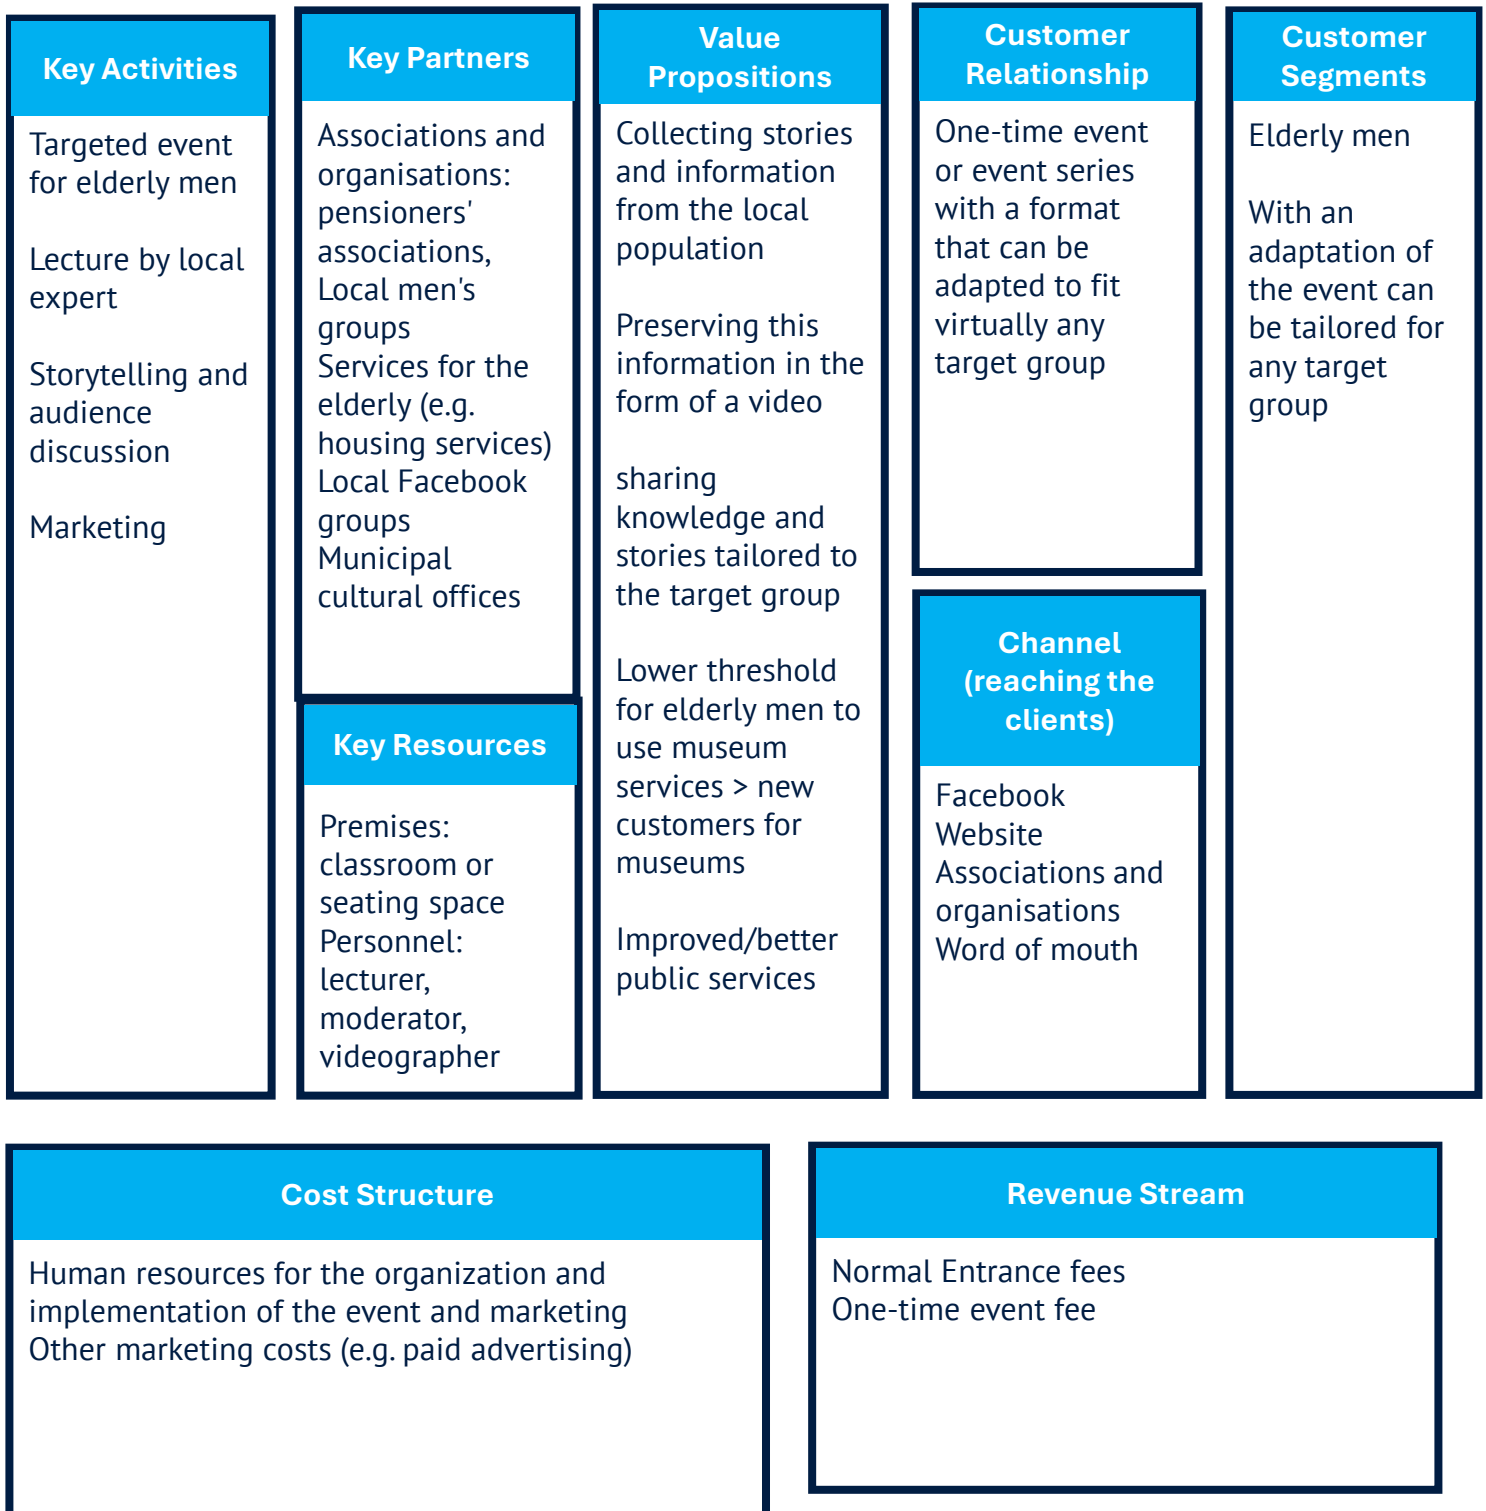 Key Activities
Targeted event
for elderly men
Lecture by local
expert
Storytelling and
audience
discussion
Marketing
Key Partners
Associations and
organisations:
pensioners'
associations,
Local men's
groups
Services for the
elderly (e.g.
housing services)
Local Facebook
groups
Municipal
cultural offices
Key Resources
Premises:
classroom or
seating space
Personnel:
lecturer,
moderator,
videographer
Value
Propositions
Collecting stories
and information
from the local
population
Preserving this
information in the
form of a video
sharing
knowledge and
stories tailored to
the target group
Lower threshold
for elderly men to
use museum
services > new
customers for
museums
Improved/better
public services
Customer
Relationship
One-time event
or event series
with a format
that can be
adapted to fit
virtually any
target group
Channel
(reaching the
clients)
Facebook
Website
Associations and
organisations
Word of mouth
Customer
Segments
Elderly men
With an
adaptation of
the event can
be tailored for
any target
group
Cost Structure
Human resources for the organization and
implementation of the event and marketing
Other marketing costs (e.g. paid advertising)
Revenue Stream
Normal Entrance fees
One-time event fee